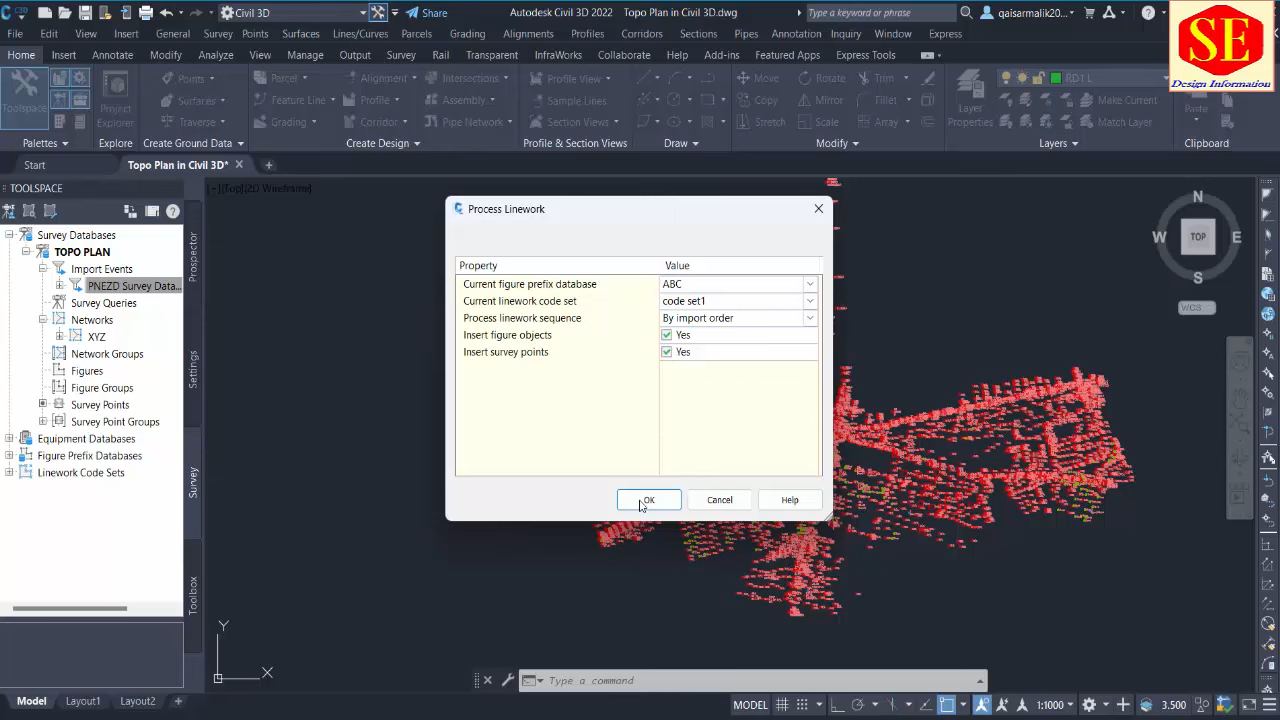 C 3D
Civil 3D
Share
Autodesk Civil 3D 2022 Topo Plan in Civil 3D.dwg
Type a keyword or phrase
qaisarmalik20...
SE
Design Information
File Edit View Insert General Survey Points Surfaces Lines/Curves Parcels Grading Alignments Profiles Corridors Sections Pipes Annotation Inquiry Window Express
Home Insert Annotate Modify Analyze View Manage Output Survey Rail Transparent InfraWorks Collaborate Help Add-ins Featured Apps Express Tools
Toolspace
Project Explorer
Points Parcel Alignment Intersections Profile View Move Rotate Trim
Surfaces Feature Line Profile Assembly Sample Lines Copy Mirror Fillet
Traverse Grading Corridor Pipe Network Section Views Stretch Scale Array
Layer Properties
RD1 L
Make Current
Match Layer
Paste
Palettes Explore Create Ground Data Create Design Profile & Section Views Draw Modify Layers Clipboard
Start Topo Plan in Civil 3D*
TOOLSPACE
[-][Top][2D Wireframe]
Survey Databases
TOPO PLAN
Import Events
PNEZD Survey Data...
Survey Queries
Networks
XYZ
Network Groups
Figures
Figure Groups
Survey Points
Survey Point Groups
Equipment Databases
Figure Prefix Databases
Linework Code Sets
Prospector
Settings
Survey
Toolbox
Process Linework
Property Value
Current figure prefix database ABC
Current linework code set code set1
Process linework sequence By import order
Insert figure objects Yes
Insert survey points Yes
OK Cancel Help
N
W TOP E
S
WCS
Y
X
Type a command
Model Layout1 Layout2
MODEL 1:1000 3.500